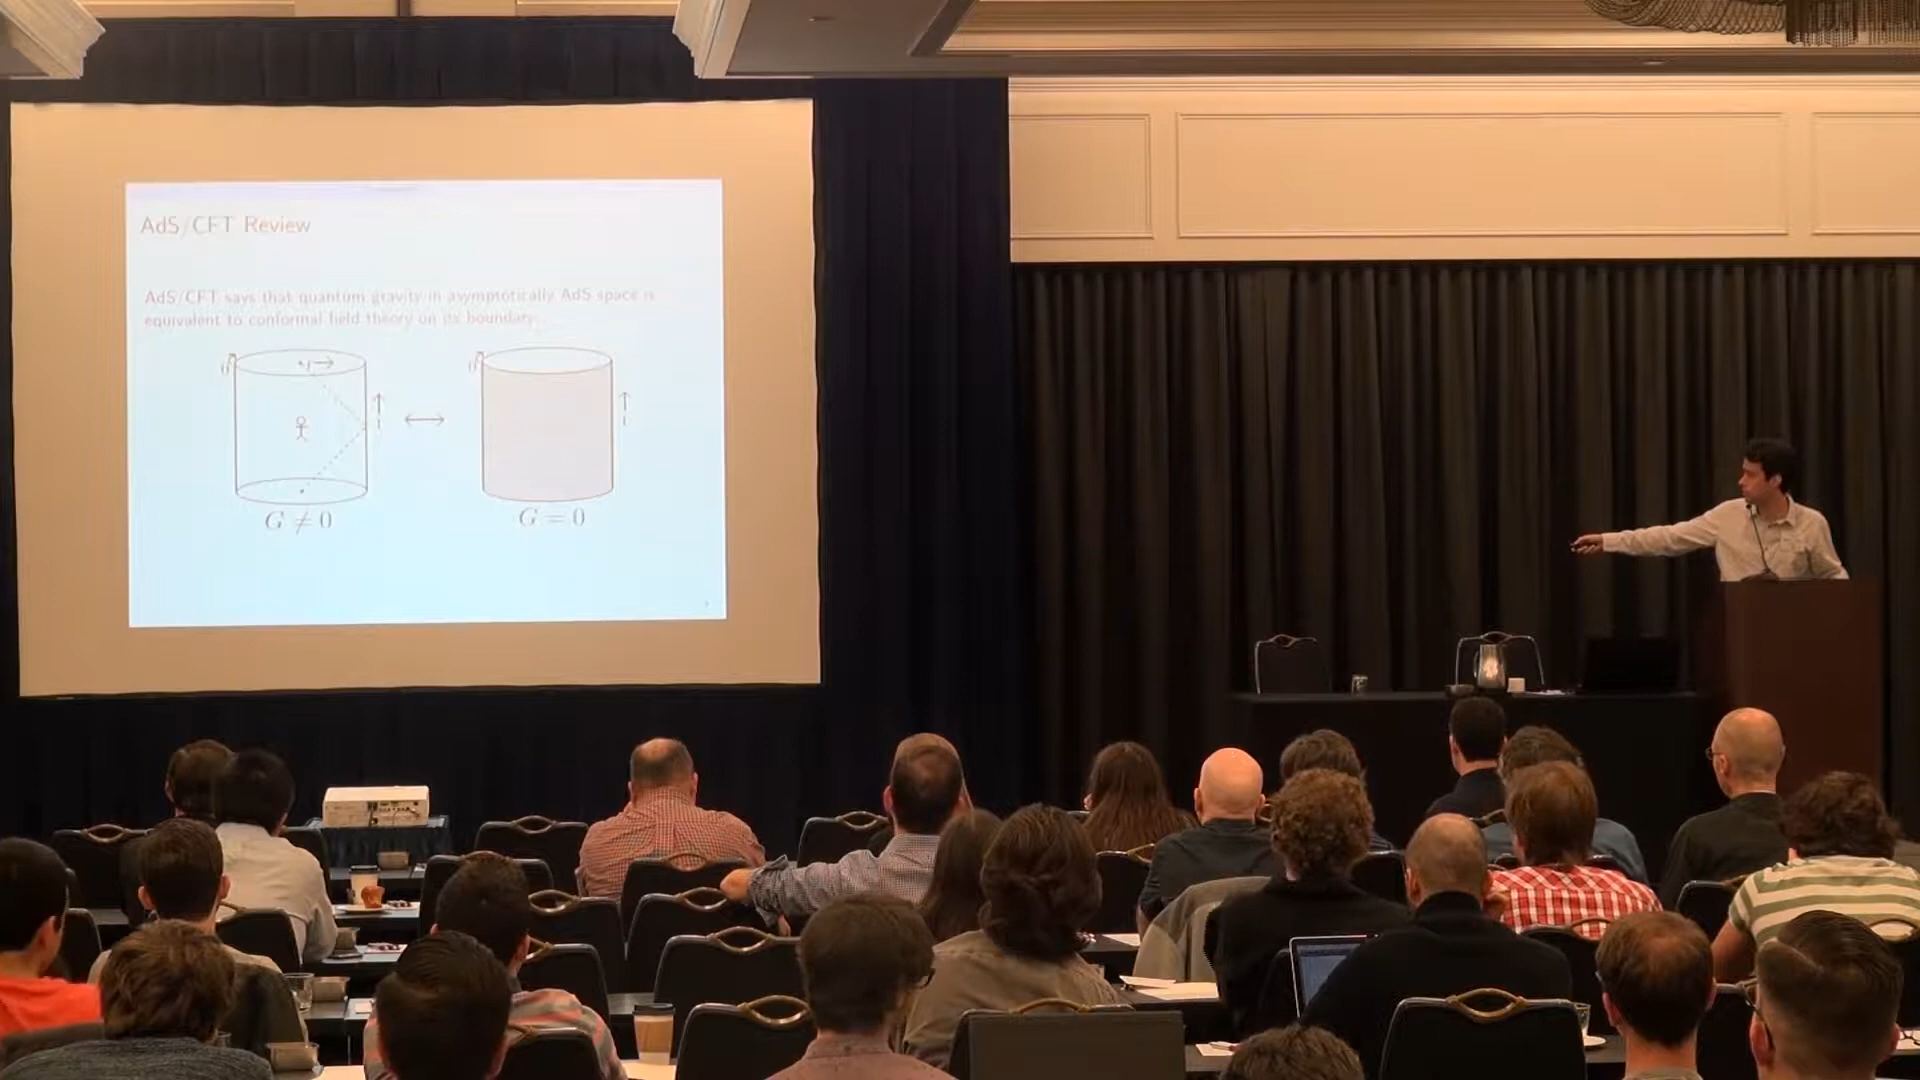 AdS/CFT Review
AdS/CFT says that quantum gravity in asymptotically AdS space is
equivalent to conformal field theory on its boundary.
G ≠ 0
G = 0